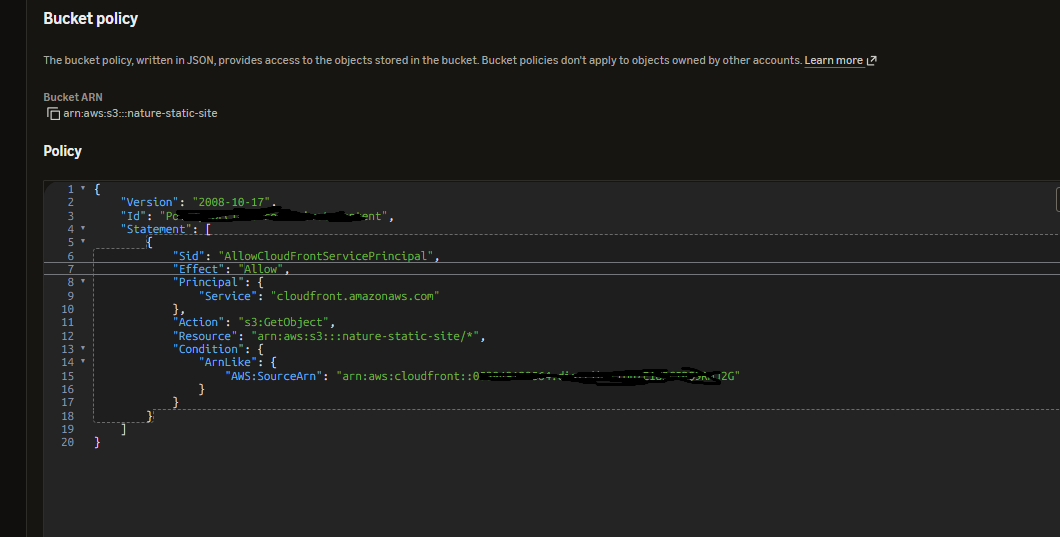 Bucket policy
The bucket policy, written in JSON, provides access to the objects stored in the bucket. Bucket policies don't apply to objects owned by other accounts. Learn more
Bucket ARN
arn:aws:s3:::nature-static-site
Policy
1 {
2 "Version": "2008-10-17",
3 "Id": "Po ent",
4 "Statement": [
5 {
6 "Sid": "AllowCloudFrontServicePrincipal",
7 "Effect": "Allow",
8 "Principal": {
9 "Service": "cloudfront.amazonaws.com"
10 },
11 "Action": "s3:GetObject",
12 "Resource": "arn:aws:s3:::nature-static-site/*",
13 "Condition": {
14 "ArnLike": {
15 "AWS:SourceArn": "arn:aws:cloudfront::0 2G"
16 }
17 }
18 }
19 ]
20 }